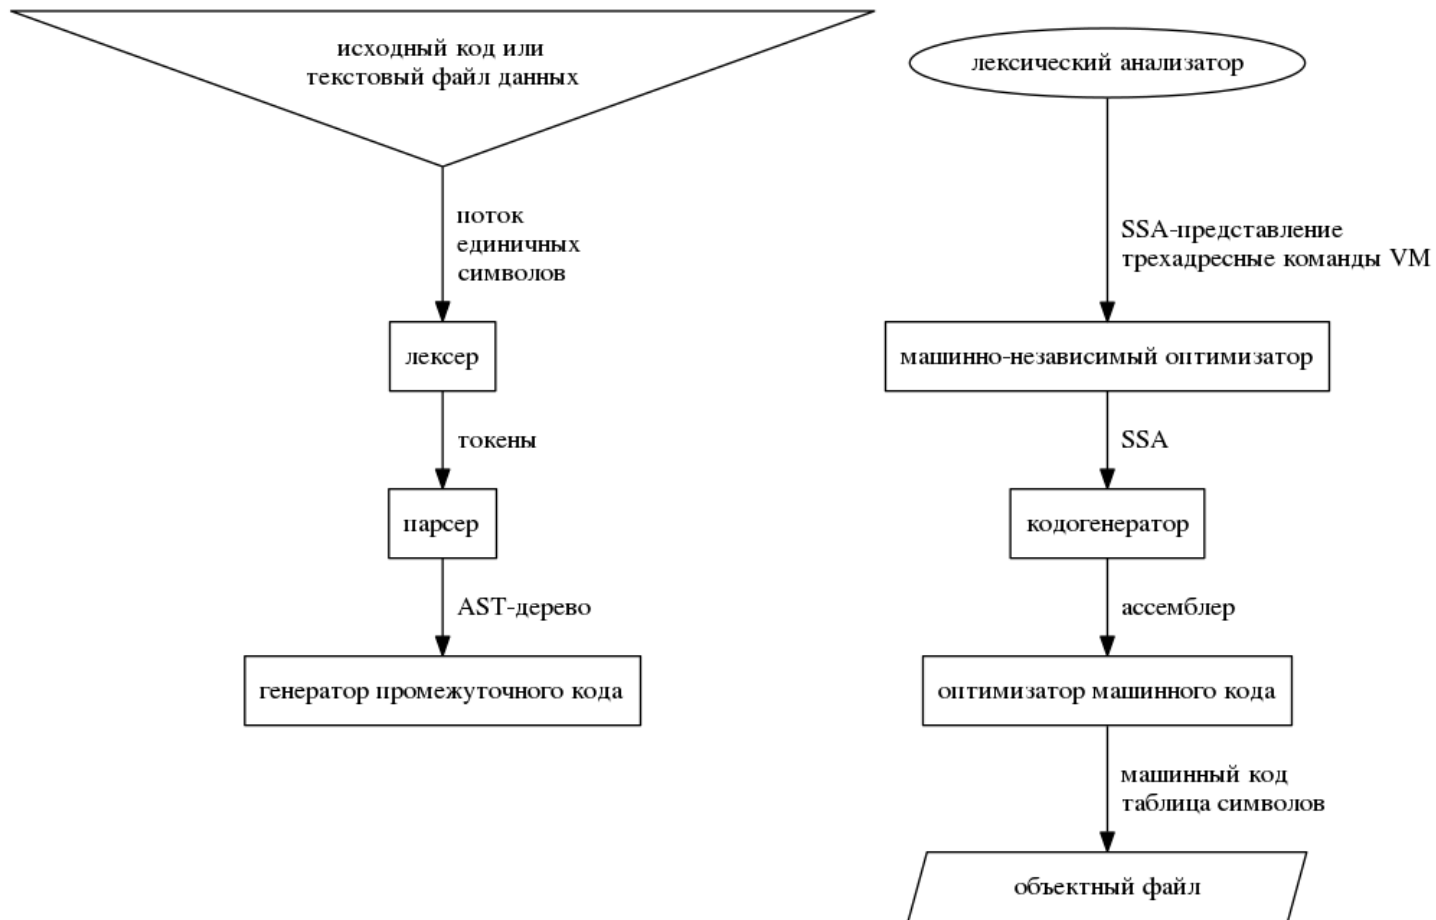 исходный код или
текстовый файл данных
поток
единичных
символов
лексер
токены
парсер
AST-дерево
генератор промежуточного кода
лексический анализатор
SSA-представление
трехадресные команды VM
машинно-независимый оптимизатор
SSA
кодогенератор
ассемблер
оптимизатор машинного кода
машинный код
таблица символов
объектный файл